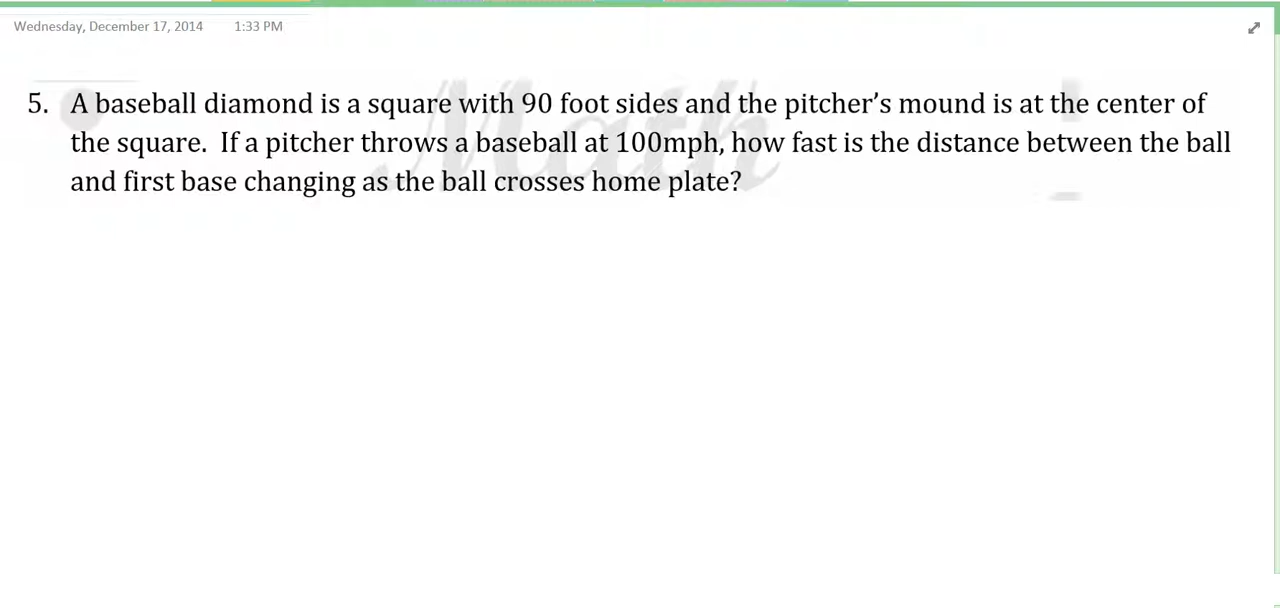 Wednesday, December 17, 2014 1:33 PM
5. A baseball diamond is a square with 90 foot sides and the pitcher’s mound is at the center of
the square. If a pitcher throws a baseball at 100mph, how fast is the distance between the ball
and first base changing as the ball crosses home plate?
Math